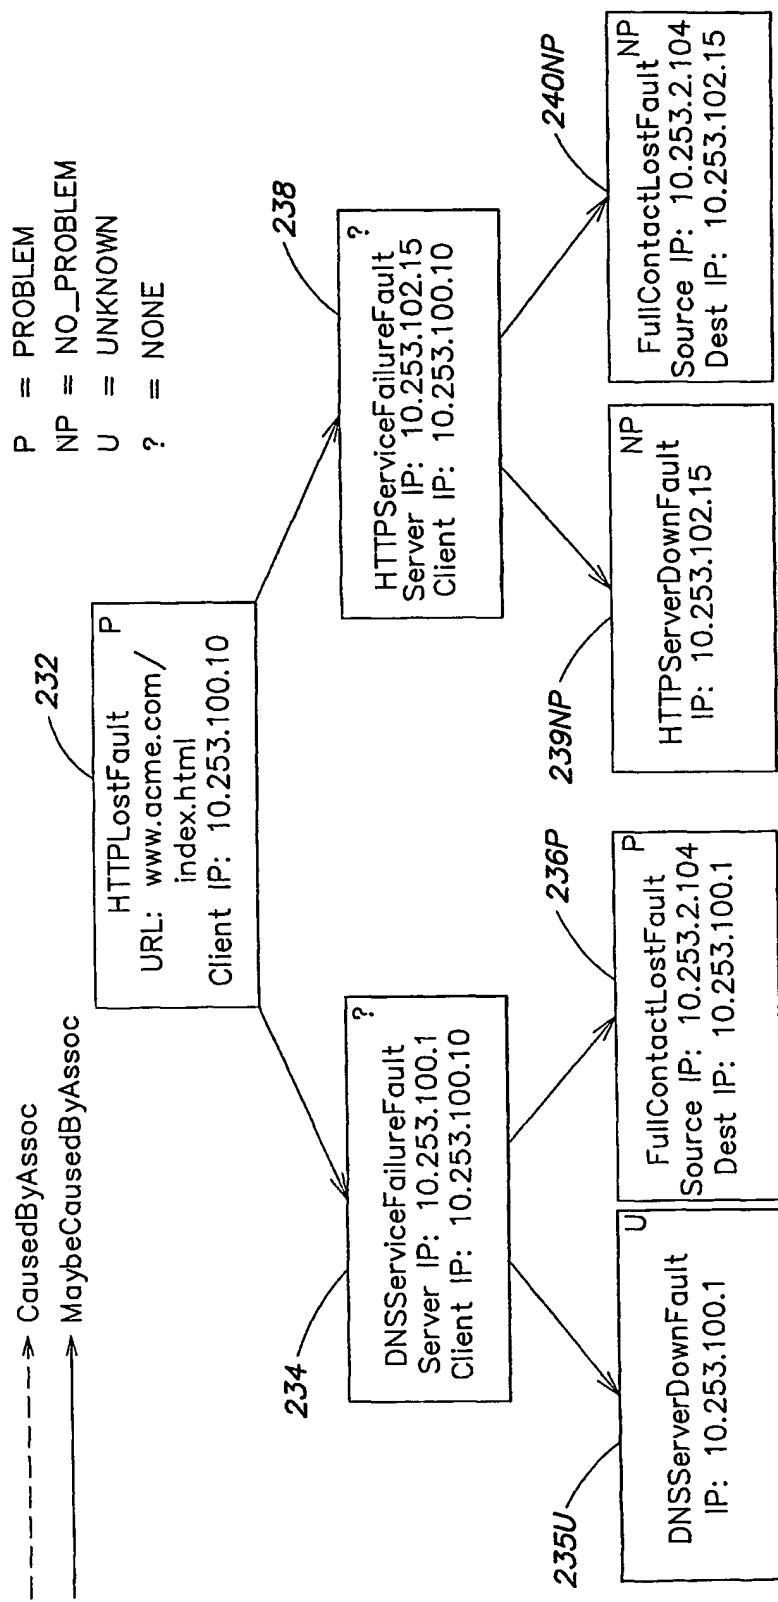 CausedByAssoc
MaybeCausedByAssoc
P = PROBLEM
NP = NO_PROBLEM
U = UNKNOWN
? = NONE
232
HTTPLostFault P
URL: www.acme.com/
index.html
Client IP: 10.253.100.10
234
?
DNSServiceFailureFault
Server IP: 10.253.100.1
Client IP: 10.253.100.10
238
?
HTTPServiceFailureFault
Server IP: 10.253.102.15
Client IP: 10.253.100.10
235U
U
DNSServerDownFault
IP: 10.253.100.1
236P
P
FullContactLostFault
Source IP: 10.253.2.104
Dest IP: 10.253.100.1
239NP
NP
HTTPServerDownFault
IP: 10.253.102.15
240NP
NP
FullContactLostFault
Source IP: 10.253.2.104
Dest IP: 10.253.102.15